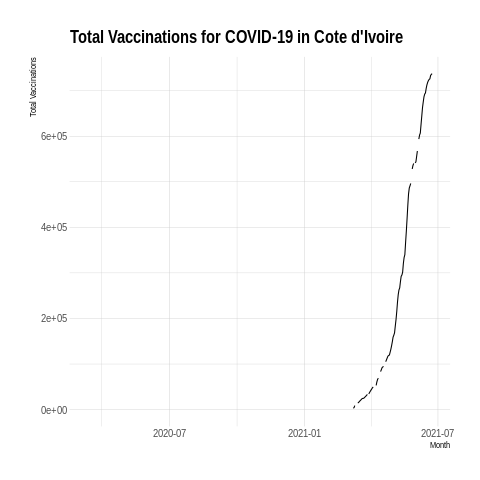 Total Vaccinations for COVID-19 in Cote d'Ivoire
Total Vaccinations
6e+05
4e+05
2e+05
0e+00
2020-07
2021-01
2021-07
Month